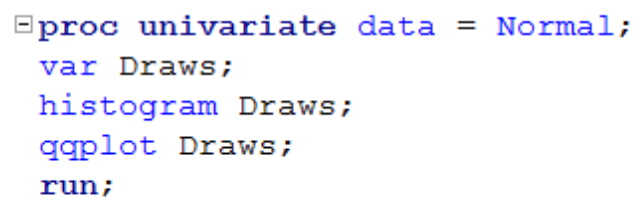 proc univariate data = Normal;
var Draws;
histogram Draws;
qqplot Draws;
run;